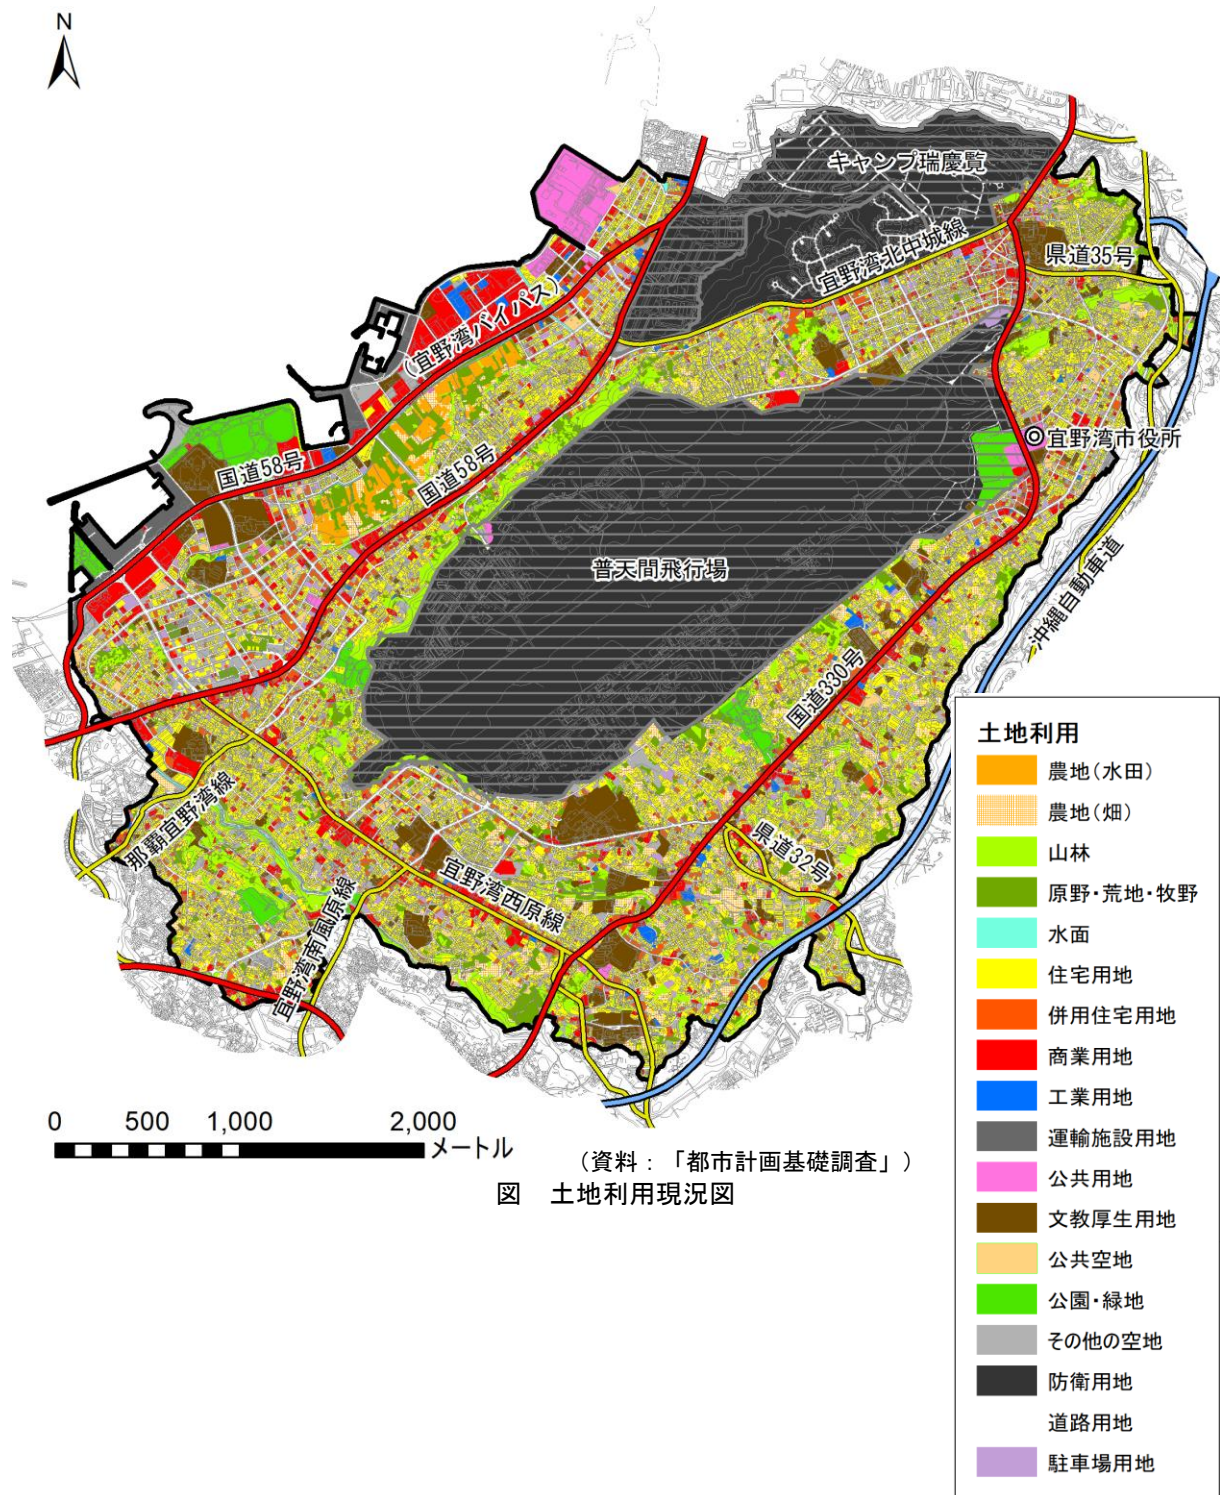 N
キャンプ瑞慶覧
宜野湾北中城線
県道35号
(宜野湾バイパス)
宜野湾市役所
国道58号
国道58号
普天間飛行場
沖縄自動車道
国道330号
県道32号
那覇宜野湾線
宜野湾西原線
宜野湾南風原線
土地利用
農地(水田)
農地(畑)
山林
原野・荒地・牧野
水面
住宅用地
併用住宅用地
商業用地
工業用地
運輸施設用地
公共用地
文教厚生用地
公共空地
公園・緑地
その他の空地
防衛用地
道路用地
駐車場用地
0 500 1,000 2,000
メートル
(資料:「都市計画基礎調査」)
図 土地利用現況図